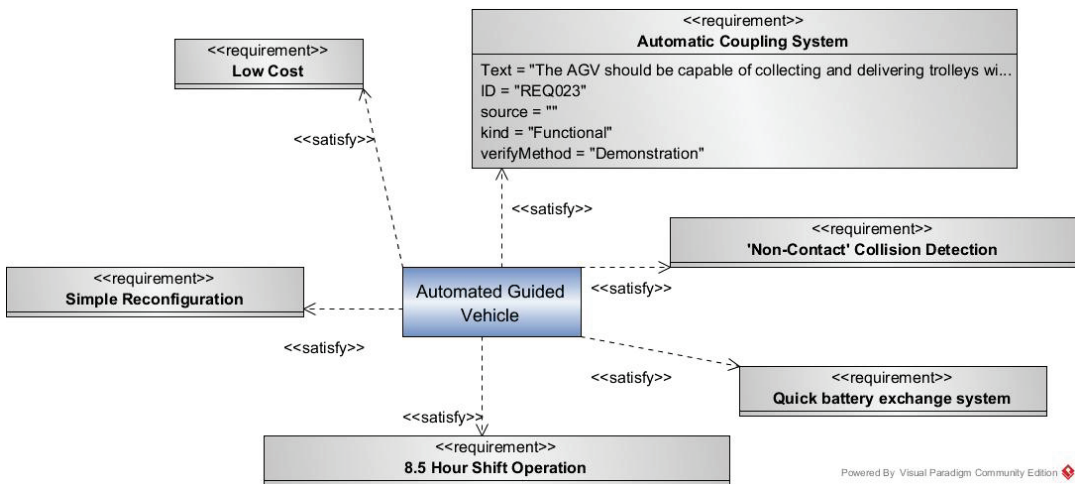 <<requirement>>
Automatic Coupling System
Text = "The AGV should be capable of collecting and delivering trolleys wi...
ID = "REQ023"
source = ""
kind = "Functional"
verifyMethod = "Demonstration"
<<requirement>>
Low Cost
<<satisfy>>
<<satisfy>>
<<requirement>>
'Non-Contact' Collision Detection
<<requirement>>
Simple Reconfiguration
Automated Guided
Vehicle
<<satisfy>>
<<satisfy>>
<<satisfy>>
<<requirement>>
Quick battery exchange system
<<satisfy>>
<<requirement>>
8.5 Hour Shift Operation
Powered By Visual Paradigm Community Edition